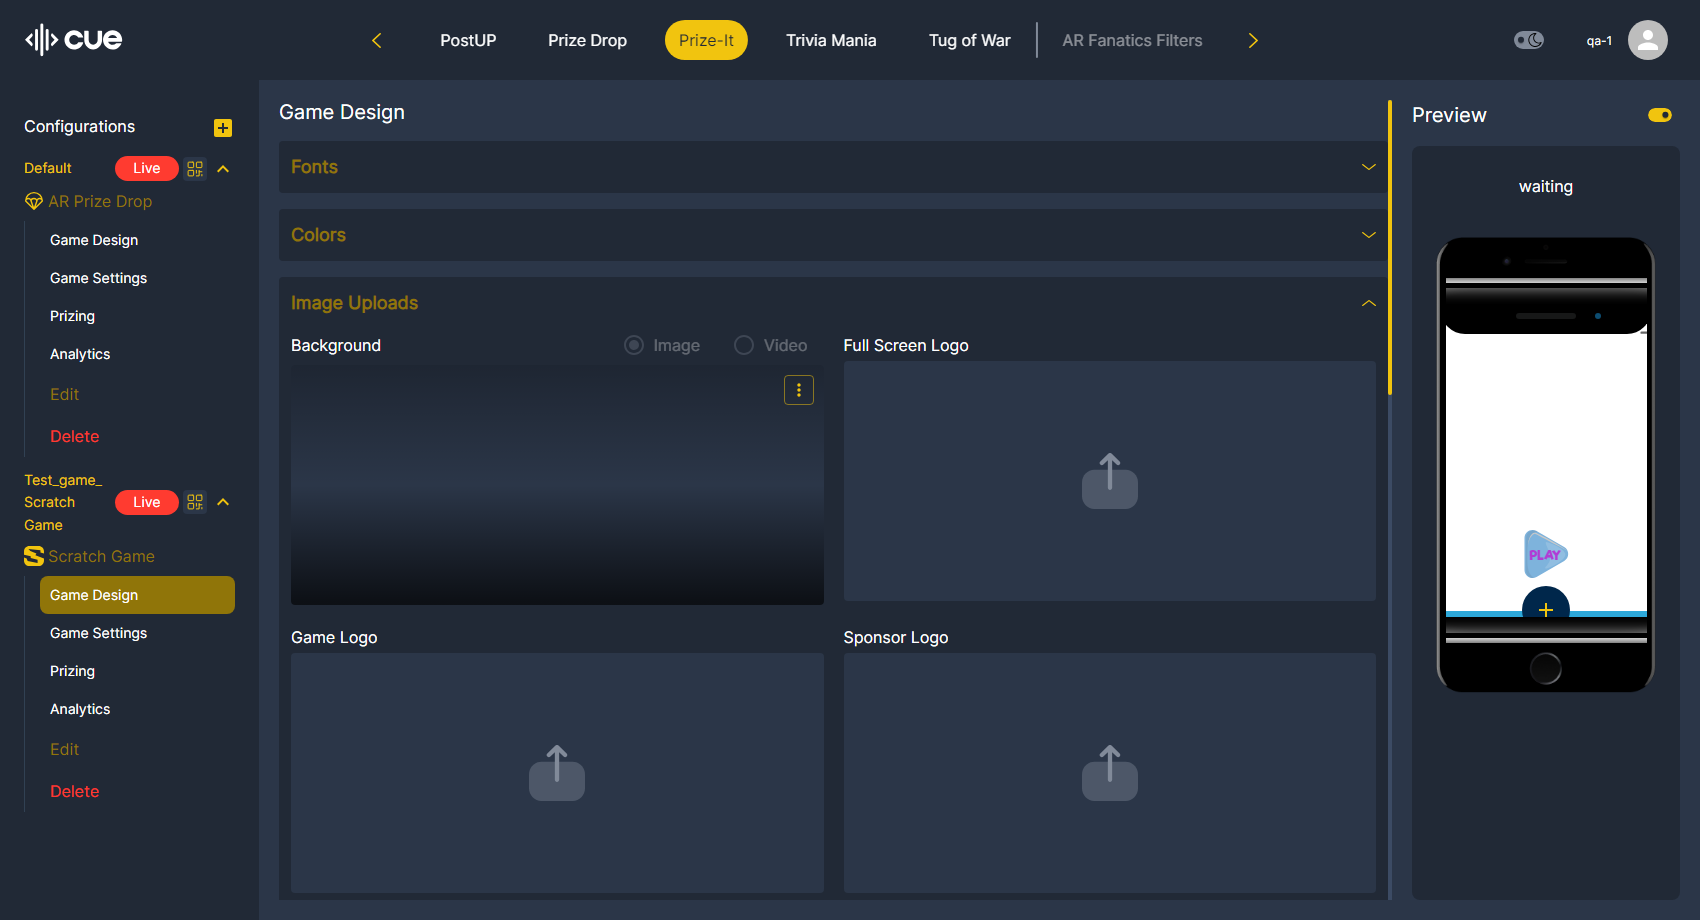 cue
PostUP
Prize Drop
Prize-It
Trivia Mania
Tug of War
AR Fanatics Filters
qa-1
Configurations
Default
Live
AR Prize Drop
Game Design
Game Settings
Prizing
Analytics
Edit
Delete
Test_game_
Scratch
Game
Live
Scratch Game
Game Design
Game Settings
Prizing
Analytics
Edit
Delete
Game Design
Fonts
Colors
Image Uploads
Background
Image
Video
Full Screen Logo
Game Logo
Sponsor Logo
Preview
waiting
PLAY